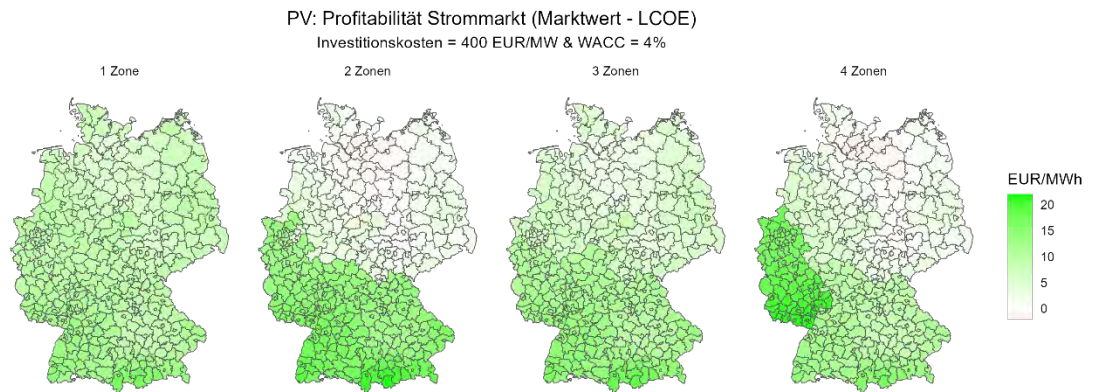 PV: Profitabilität Strommarkt (Marktwert - LCOE)
Investitionskosten = 400 EUR/MW & WACC = 4%
1 Zone
2 Zonen
3 Zonen
4 Zonen
EUR/MWh
20
15
10
5
0